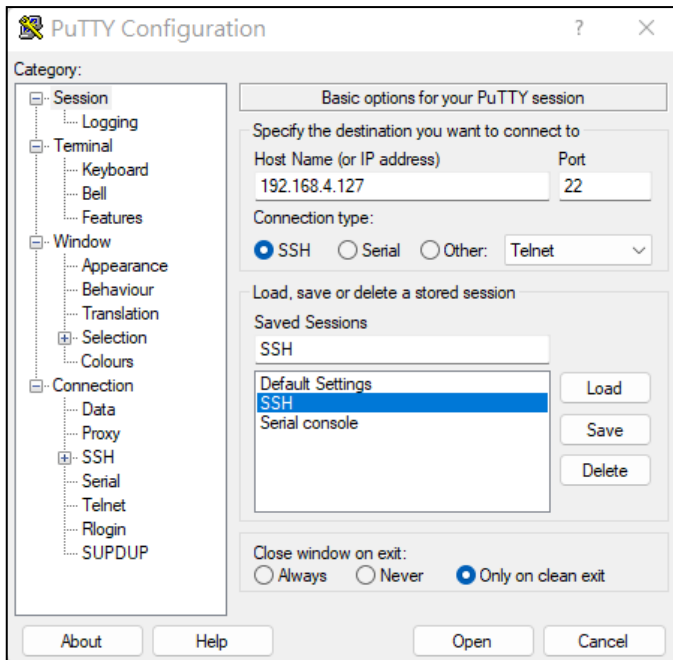 PuTTY Configuration
?
Category:
Session
Logging
Terminal
Keyboard
Bell
Features
Window
Appearance
Behaviour
Translation
Selection
Colours
Connection
Data
Proxy
SSH
Serial
Telnet
Rlogin
SUPDUP
Basic options for your PuTTY session
Specify the destination you want to connect to
Host Name (or IP address) Port
192.168.4.127 22
Connection type:
SSH Serial Other: Telnet
Load, save or delete a stored session
Saved Sessions
SSH
Default Settings
SSH
Serial console
Load
Save
Delete
Close window on exit:
Always Never Only on clean exit
About Help Open Cancel